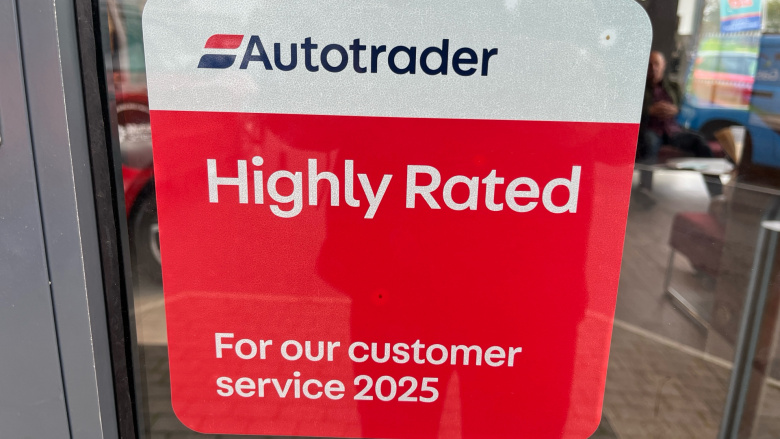 Autotrader
Highly Rated
For our customer
service 2025